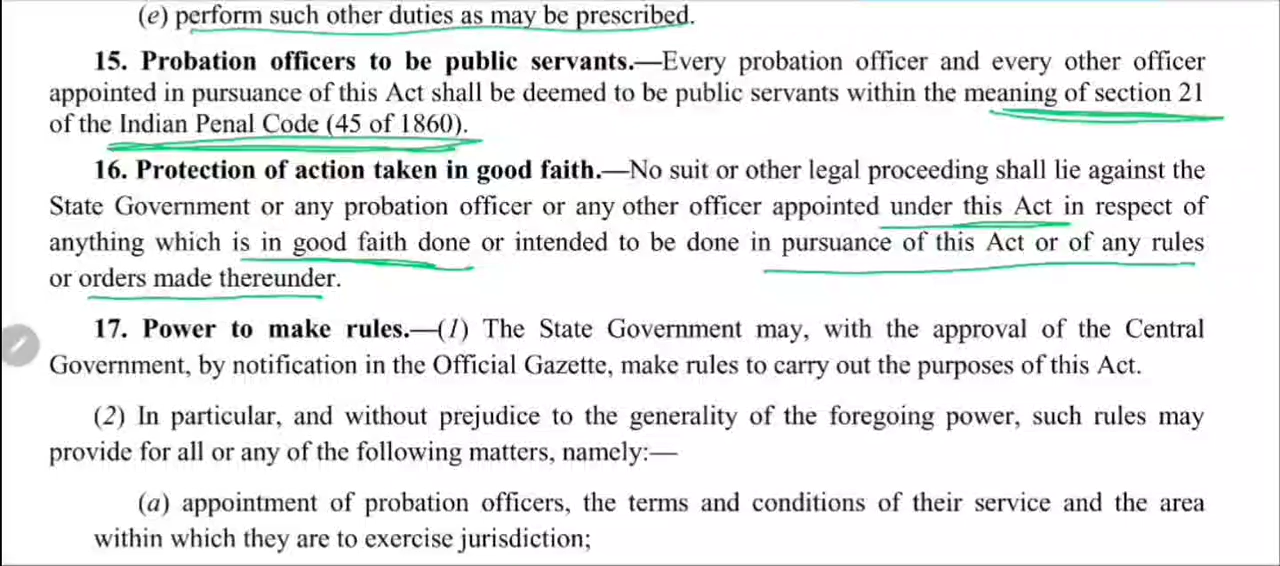 (e) perform such other duties as may be prescribed.
15. Probation officers to be public servants.—Every probation officer and every other officer
appointed in pursuance of this Act shall be deemed to be public servants within the meaning of section 21
of the Indian Penal Code (45 of 1860).
16. Protection of action taken in good faith.—No suit or other legal proceeding shall lie against the
State Government or any probation officer or any other officer appointed under this Act in respect of
anything which is in good faith done or intended to be done in pursuance of this Act or of any rules
or orders made thereunder.
17. Power to make rules.—(1) The State Government may, with the approval of the Central
Government, by notification in the Official Gazette, make rules to carry out the purposes of this Act.
(2) In particular, and without prejudice to the generality of the foregoing power, such rules may
provide for all or any of the following matters, namely:—
(a) appointment of probation officers, the terms and conditions of their service and the area
within which they are to exercise jurisdiction;